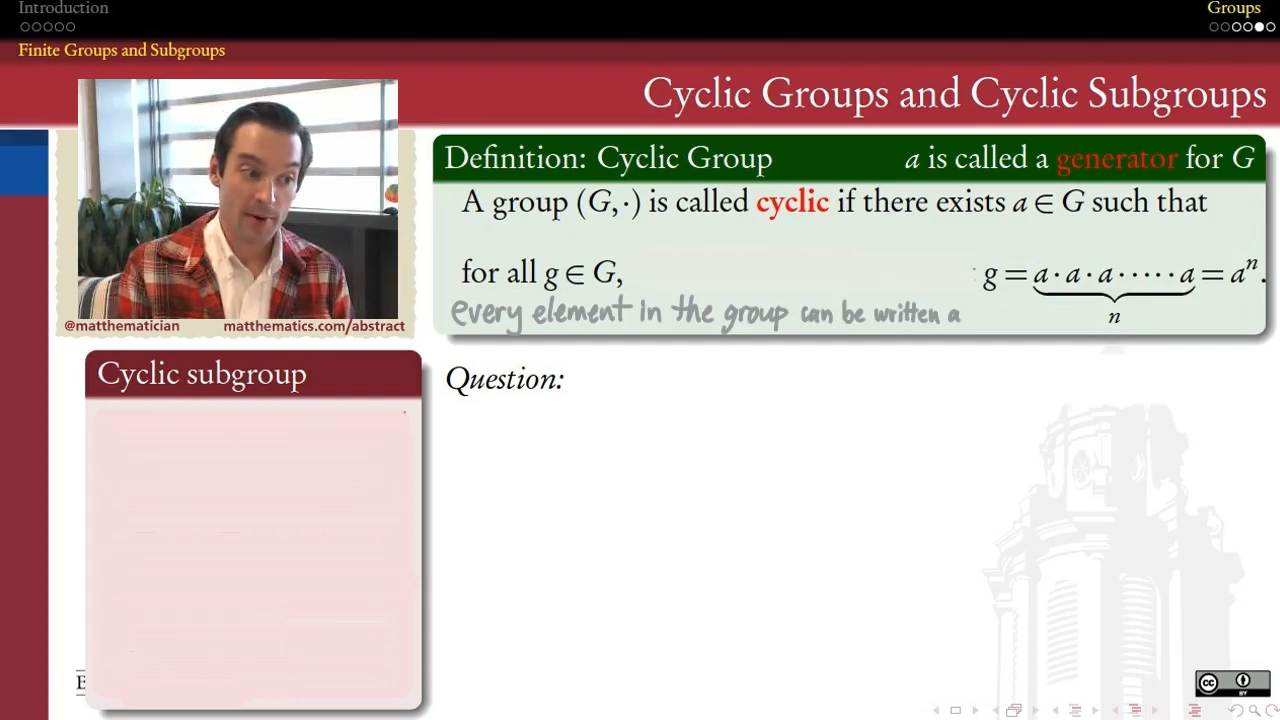 Introduction
Groups
Finite Groups and Subgroups
Cyclic Groups and Cyclic Subgroups
Definition: Cyclic Group
a is called a generator for G
A group (G,·) is called cyclic if there exists a ∈ G such that
for all g ∈ G,
g = a · a · a · · · · · a = aⁿ.
n
every element in the group can be written a
@matthematician
matthematics.com/abstract
Cyclic subgroup
Question:
B
cc
BY